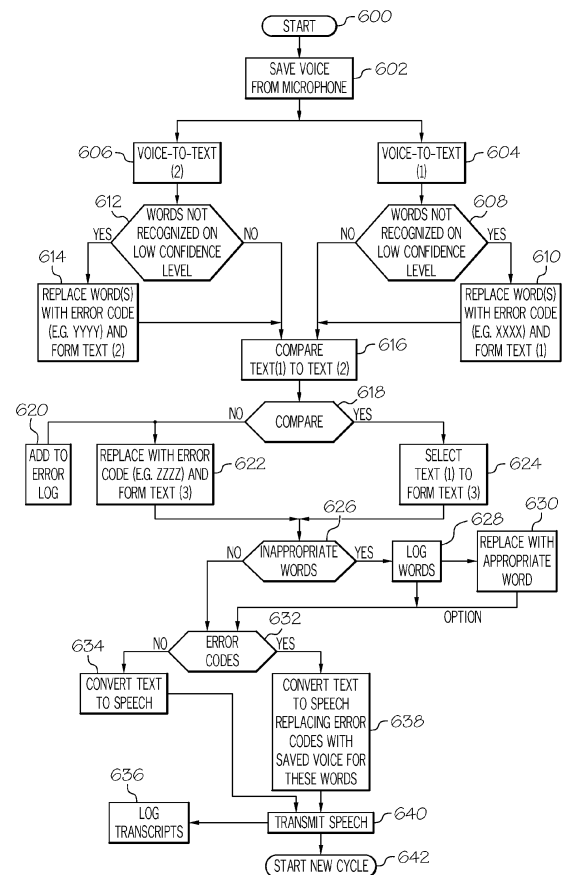 START
600
SAVE VOICE
FROM MICROPHONE
602
606
VOICE-TO-TEXT
(2)
VOICE-TO-TEXT
(1)
604
612
WORDS NOT
RECOGNIZED ON
LOW CONFIDENCE
LEVEL
YES
NO
608
WORDS NOT
RECOGNIZED ON
LOW CONFIDENCE
LEVEL
NO
YES
614
REPLACE WORD(S)
WITH ERROR CODE
(E.G. YYYY) AND
FORM TEXT (2)
610
REPLACE WORD(S)
WITH ERROR CODE
(E.G. XXXX) AND
FORM TEXT (1)
COMPARE
TEXT(1) TO TEXT (2)
616
618
NO
COMPARE
YES
620
ADD TO
ERROR
LOG
REPLACE WITH ERROR
CODE (E.G. ZZZZ) AND
FORM TEXT (3)
622
SELECT
TEXT (1) TO
FORM TEXT (3)
624
626
NO
INAPPROPRIATE
WORDS
YES
628
LOG
WORDS
630
REPLACE WITH
APPROPRIATE
WORD
OPTION
632
NO
ERROR
CODES
YES
634
CONVERT TEXT
TO SPEECH
CONVERT TEXT
TO SPEECH
REPLACING ERROR
CODES WITH
SAVED VOICE FOR
THESE WORDS
638
636
LOG
TRANSCRIPTS
TRANSMIT SPEECH
640
START NEW CYCLE
642